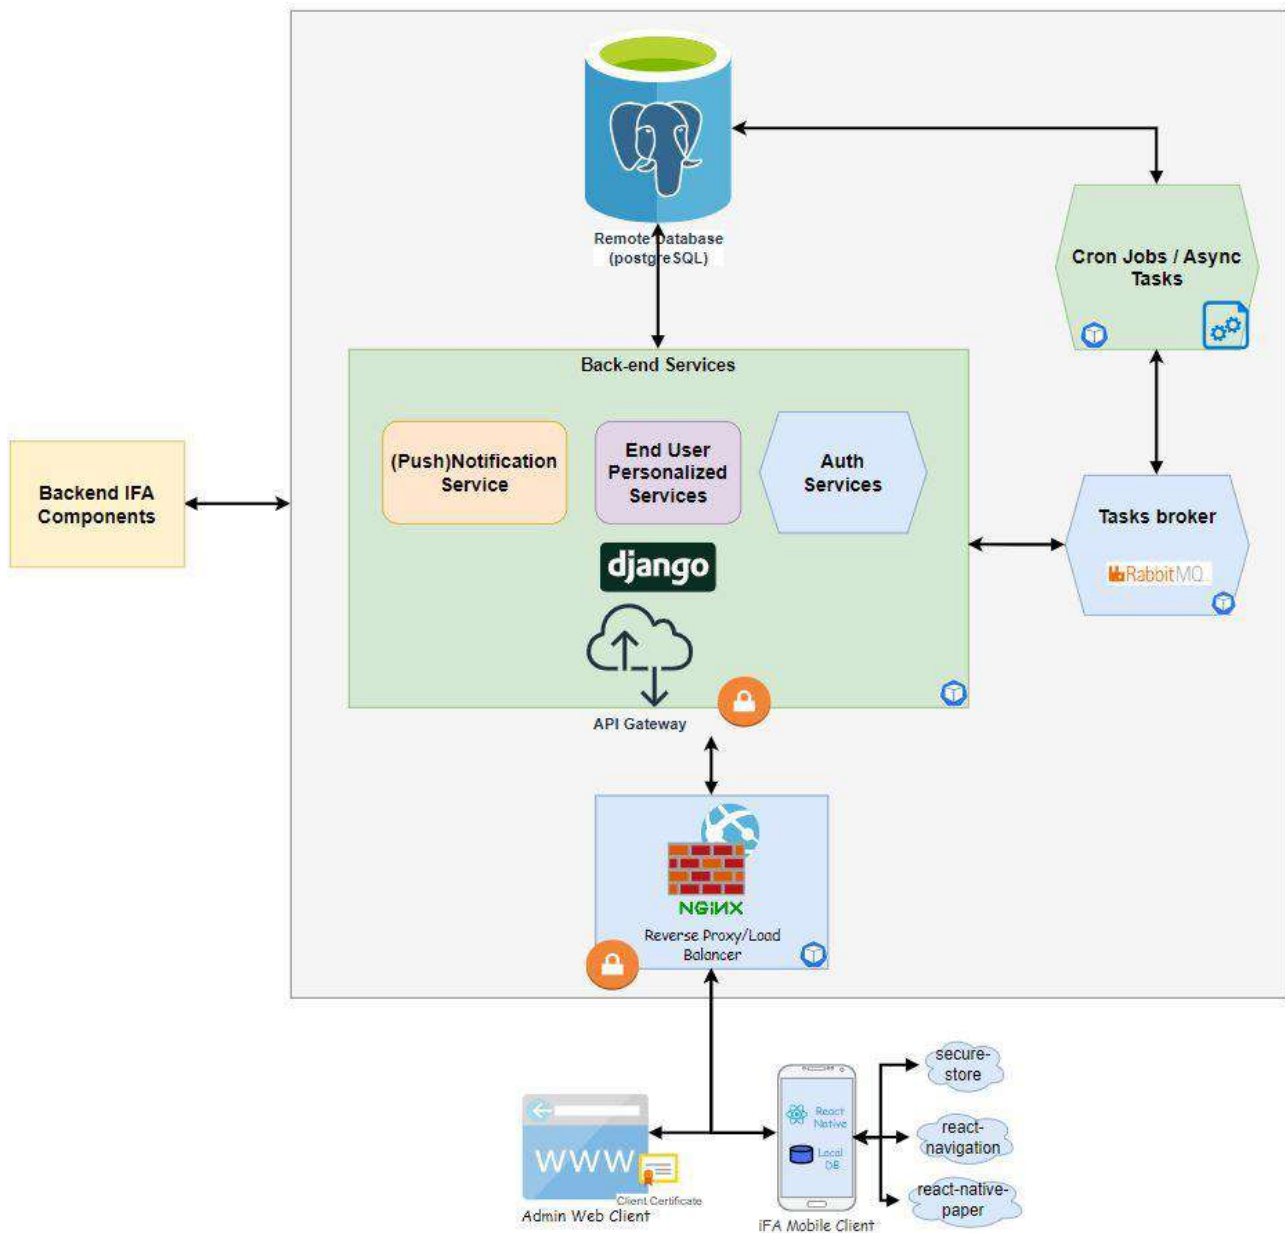 Remote Database
(postgreSQL)
Cron Jobs / Async
Tasks
Back-end Services
(Push)Notification
Service
End User
Personalized
Services
Auth
Services
Backend IFA
Components
Tasks broker
RabbitMQ
django
API Gateway
NGINX
Reverse Proxy/Load
Balancer
secure-
store
React
Native
Local
DB
react-
navigation
WWW
Client Certificate
react-native-
paper
Admin Web Client
iFA Mobile Client